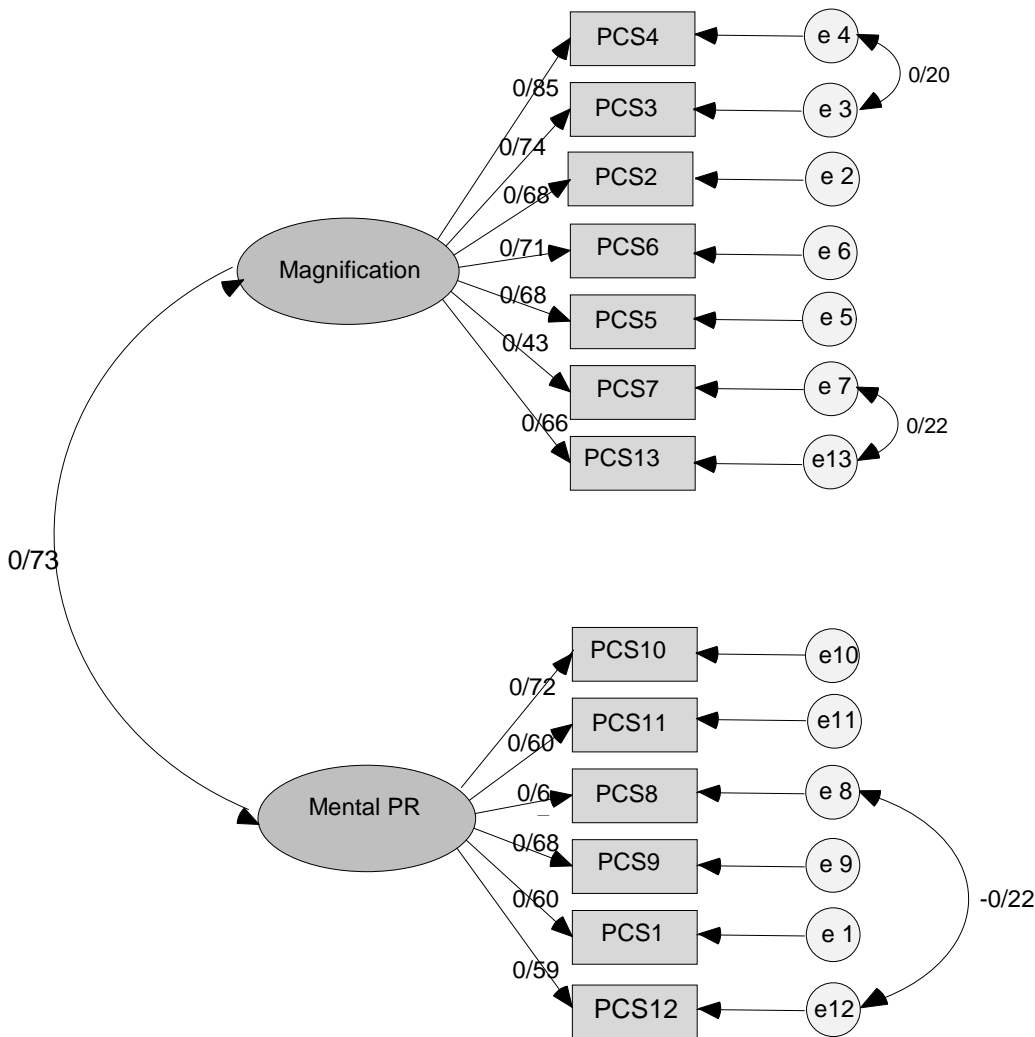 PCS4
e 4
0/85
0/20
PCS3
e 3
0/74
PCS2
e 2
0/68
Magnification
0/71
PCS6
e 6
0/68
PCS5
e 5
0/43
PCS7
e 7
0/66
0/22
PCS13
e13
0/73
PCS10
e10
0/72
PCS11
e11
0/60
Mental PR
0/6_
PCS8
e 8
0/68
PCS9
e 9
-0/22
0/60
PCS1
e 1
0/59
PCS12
e12